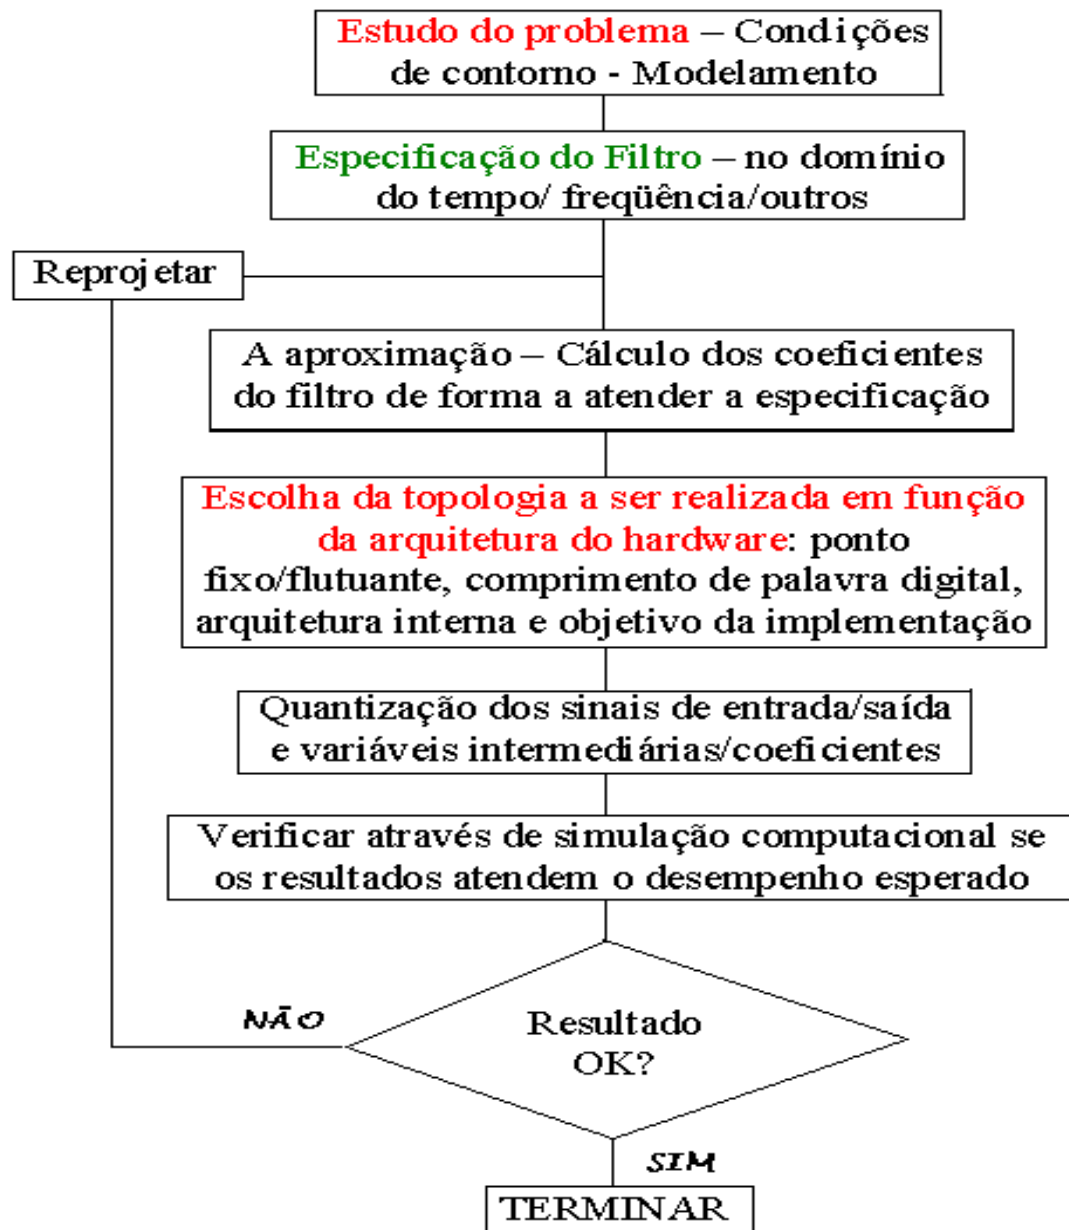 Estudo do problema – Condições
de contorno - Modelamento
Especificação do Filtro – no domínio
do tempo/ freqüência/outros
Reprojetar
A aproximação – Cálculo dos coeficientes
do filtro de forma a atender a especificação
Escolha da topologia a ser realizada em função
da arquitetura do hardware: ponto
fixo/flutuante, comprimento de palavra digital,
arquitetura interna e objetivo da implementação
Quantização dos sinais de entrada/saída
e variáveis intermediárias/coeficientes
Verificar através de simulação computacional se
os resultados atendem o desempenho esperado
NÃO
Resultado
OK?
SIM
TERMINAR